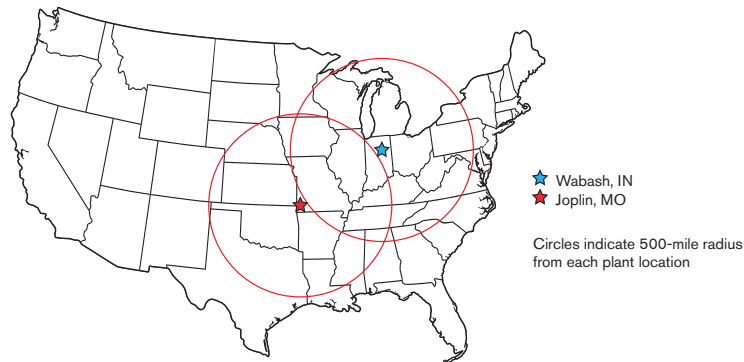 Wabash, IN
Joplin, MO
Circles indicate 500-mile radius
from each plant location